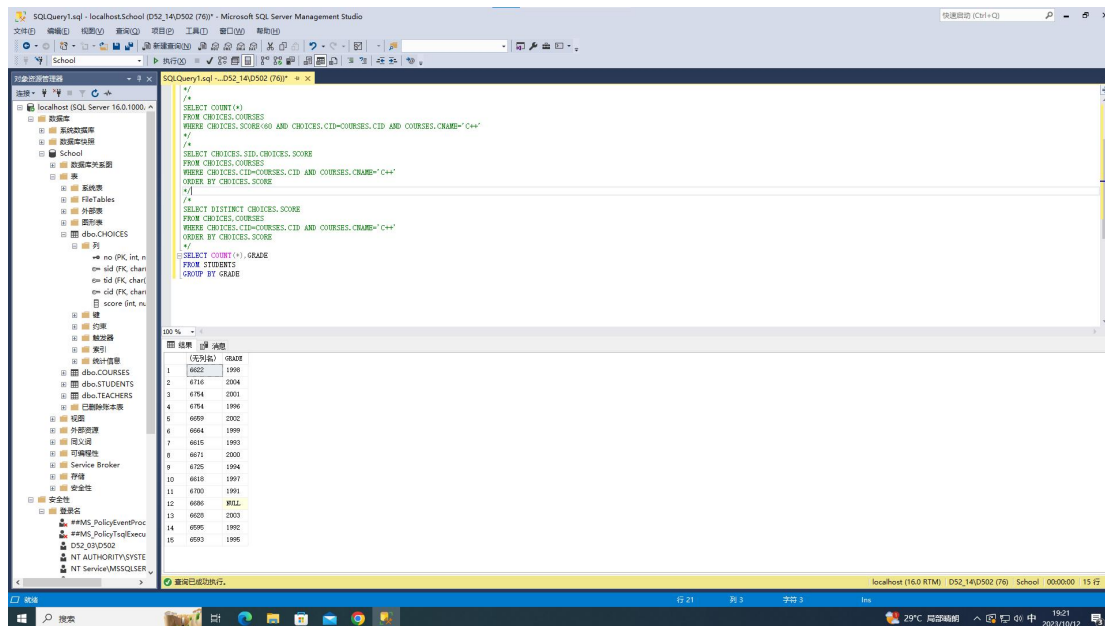 SQLQuery1.sql - localhost.School (D52_14\D502 (76))* - Microsoft SQL Server Management Studio
快速启动 (Ctrl+Q)
文件(F) 编辑(E) 视图(V) 查询(Q) 项目(P) 工具(T) 窗口(W) 帮助(H)
新建查询(N)
School
执行(X)
对象资源管理器
SQLQuery1.sql -...D52_14\D502 (76))*
连接
localhost (SQL Server 16.0.1000.
数据库
系统数据库
数据库快照
School
数据库关系图
表
系统表
FileTables
外部表
图形表
dbo.CHOICES
列
no (PK, int, n
sid (FK, char(
tid (FK, char(
cid (FK, char(
score (int, nu
键
约束
触发器
索引
统计信息
dbo.COURSES
dbo.STUDENTS
dbo.TEACHERS
已删除账本表
视图
外部资源
同义词
可编程性
Service Broker
存储
安全性
安全性
登录名
##MS_PolicyEventProc
##MS_PolicyTsqlExecu
D52_03\D502
NT AUTHORITY\SYSTE
NT Service\MSSQLSER
*/
/*
SELECT COUNT(*)
FROM CHOICES,COURSES
WHERE CHOICES.SCORE<60 AND CHOICES.CID=COURSES.CID AND COURSES.CNAME='C++'
*/
/*
SELECT CHOICES.SID,CHOICES.SCORE
FROM CHOICES,COURSES
WHERE CHOICES.CID=COURSES.CID AND COURSES.CNAME='C++'
ORDER BY CHOICES.SCORE
*/
/*
SELECT DISTINCT CHOICES.SCORE
FROM CHOICES,COURSES
WHERE CHOICES.CID=COURSES.CID AND COURSES.CNAME='C++'
ORDER BY CHOICES.SCORE
*/
SELECT COUNT(*),GRADE
FROM STUDENTS
GROUP BY GRADE
100 %
结果 消息
(无列名) GRADE
1 6622 1998
2 6716 2004
3 6754 2001
4 6754 1996
5 6659 2002
6 6664 1999
7 6615 1993
8 6671 2000
9 6725 1994
10 6618 1997
11 6700 1991
12 6686 NULL
13 6628 2003
14 6595 1992
15 6593 1995
查询已成功执行。
localhost (16.0 RTM) D52_14\D502 (76) School 00:00:00 15 行
就绪 行 21 列 3 字符 3 Ins
搜索
29°C 局部晴朗 中 19:21
2023/10/12